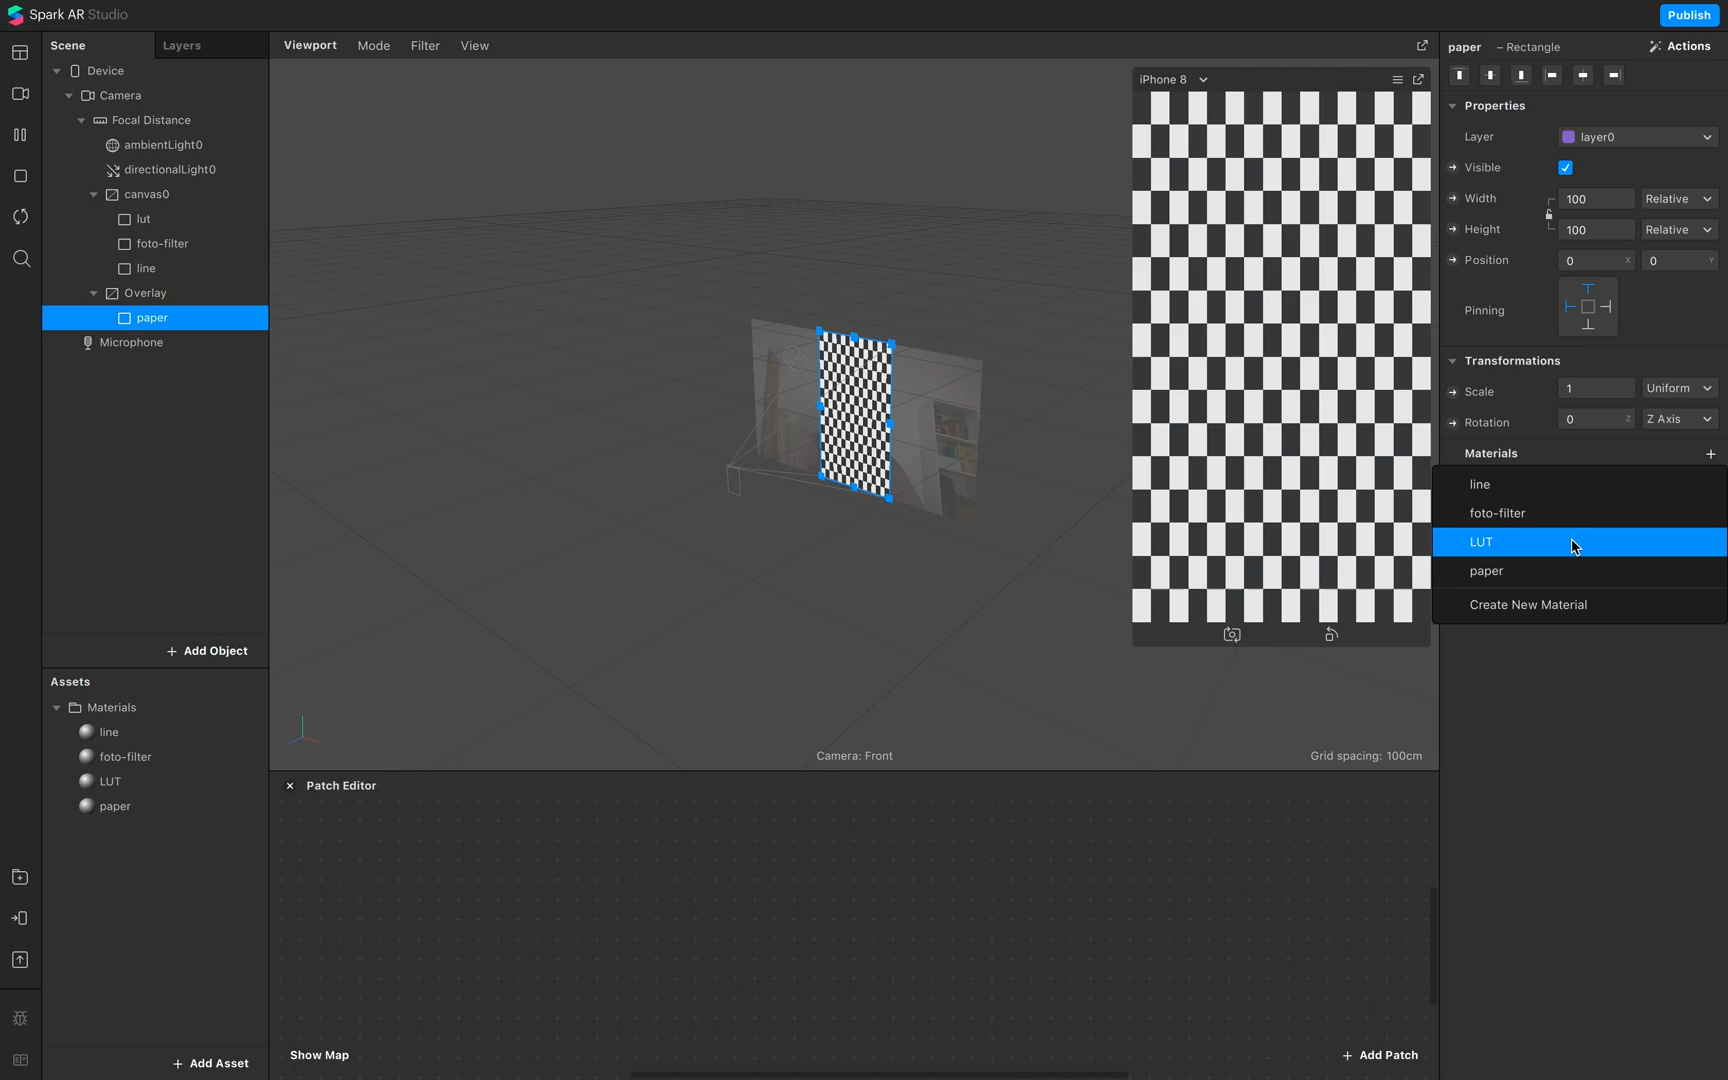 Spark AR Studio
Publish
Scene
Layers
Device
Camera
Focal Distance
ambientLight0
directionalLight0
canvas0
lut
foto-filter
line
Overlay
paper
Microphone
+ Add Object
Assets
Materials
line
foto-filter
LUT
paper
+ Add Asset
Viewport Mode Filter View
iPhone 8
Camera: Front
Grid spacing: 100cm
Patch Editor
Show Map
+ Add Patch
paper – Rectangle
Actions
Properties
Layer layer0
Visible
Width 100 Relative
Height 100 Relative
Position 0 X 0 Y
Pinning
Transformations
Scale 1 Uniform
Rotation 0 Z Z Axis
Materials +
line
foto-filter
LUT
paper
Create New Material